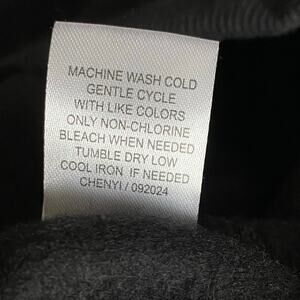 MACHINE WASH COLD
GENTLE CYCLE
WITH LIKE COLORS
ONLY NON-CHLORINE
BLEACH WHEN NEEDED
TUMBLE DRY LOW
COOL IRON IF NEEDED
CHENYI / 092024